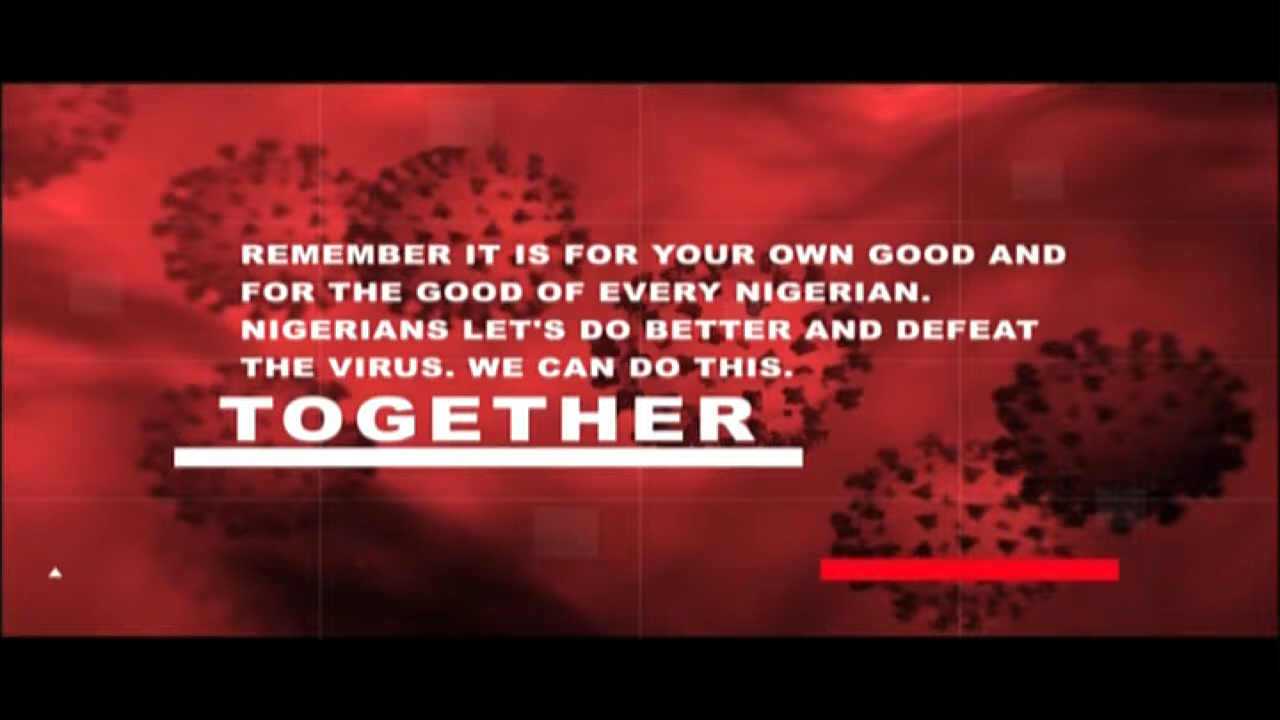 REMEMBER IT IS FOR YOUR OWN GOOD AND
FOR THE GOOD OF EVERY NIGERIAN.
NIGERIANS LET'S DO BETTER AND DEFEAT
THE VIRUS. WE CAN DO THIS.
TOGETHER